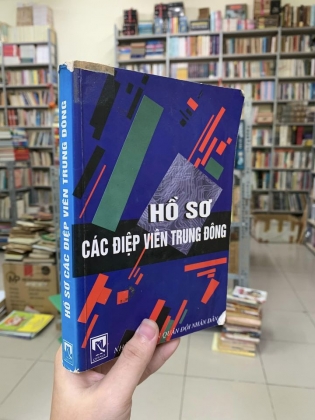 HỒ SƠ
CÁC ĐIỆP VIÊN TRUNG ĐÔNG
QUÂN ĐỘI NHÂN DÂN
HỒ SƠ CÁC ĐIỆP VIÊN TRUNG ĐÔNG